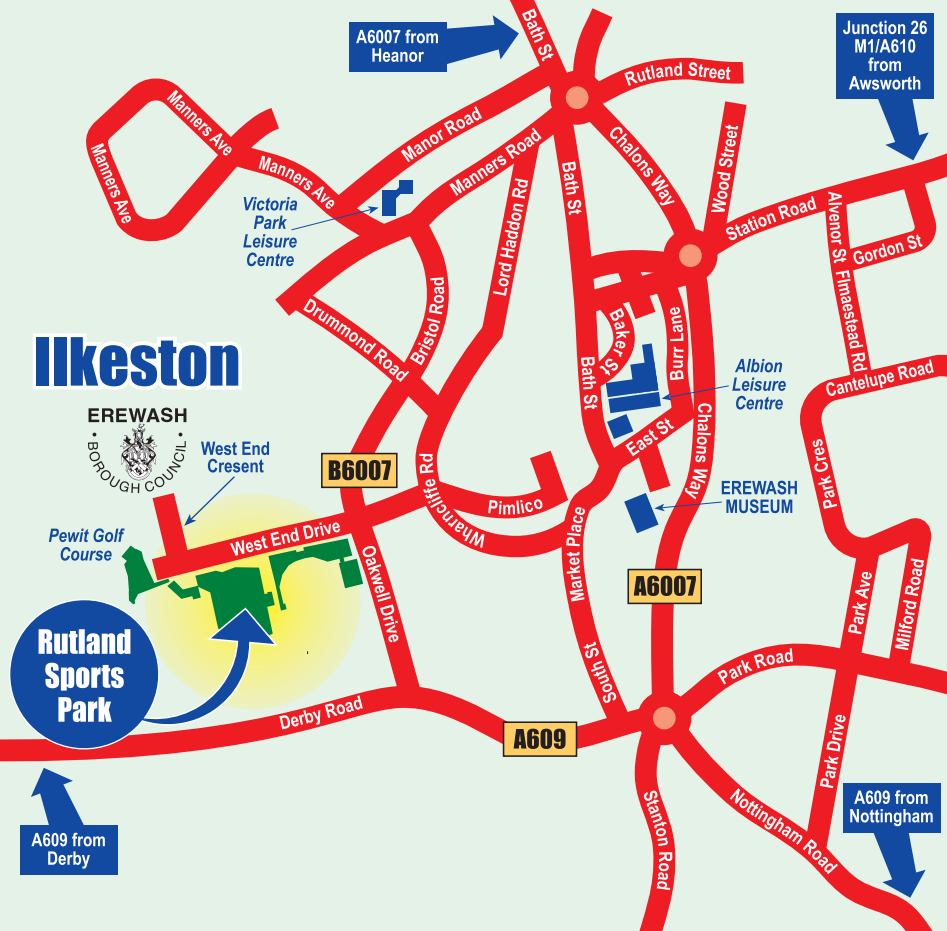 A6007 from
Heanor
Bath St
Rutland Street
Junction 26
M1/A610
from
Awsworth
Manners Ave
Manners Ave
Manners Ave
Manor Road
Manners Road
Chalons Way
Wood Street
Bath St
Lord Haddon Rd
Victoria
Park
Leisure
Centre
Station Road
Alvenor St
Gordon St
Flmaestead Rd
Drummond Road
Bristol Road
Baker St
Burr Lane
Bath St
Albion
Leisure
Centre
Cantelupe Road
Ilkeston
EREWASH
• BOROUGH COUNCIL •
West End
Cresent
B6007
Wharncliffe Rd
Pimlico
East St
Chalons Way
EREWASH
MUSEUM
Park Cres
Pewit Golf
Course
West End Drive
Oakwell Drive
Market Place
A6007
Park Ave
Milford Road
Rutland
Sports
Park
South St
Park Road
Derby Road
A609
Park Drive
A609 from
Derby
Stanton Road
Nottingham Road
A609 from
Nottingham